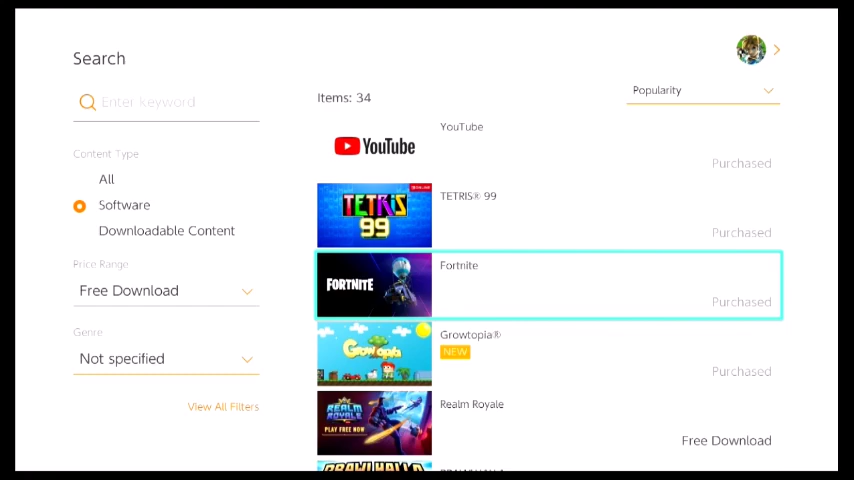 Search
Enter keyword
Content Type
All
Software
Downloadable Content
Price Range
Free Download
Genre
Not specified
View All Filters
Items: 34
Popularity
YouTube
YouTube
Purchased
TETRIS
99
TETRIS® 99
Purchased
FORTNITE
Fortnite
Purchased
Growtopia
Growtopia®
NEW
Purchased
REALM
ROYALE
PLAY FREE NOW
Realm Royale
Free Download
BRAWLHALLA